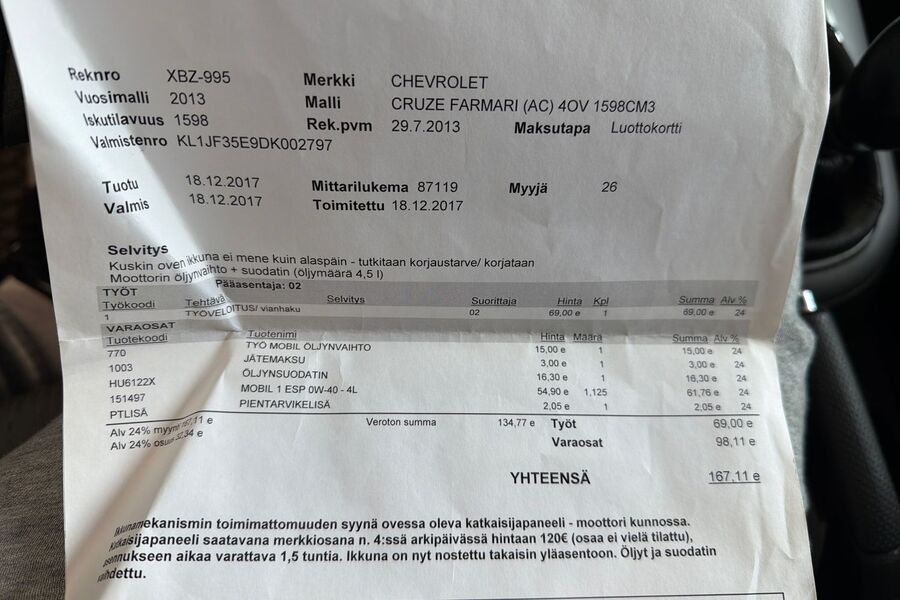 Reknro XBZ-995 Merkki CHEVROLET
Vuosimalli 2013 Malli CRUZE FARMARI (AC) 4OV 1598CM3
Iskutilavuus 1598 Rek.pvm 29.7.2013 Maksutapa Luottokortti
Valmistenro KL1JF35E9DK002797
Tuotu 18.12.2017 Mittarilukema 87119 Myyjä 26
Valmis 18.12.2017 Toimitettu 18.12.2017
Selvitys
Kuskin oven ikkuna ei mene kuin alaspäin - tutkitaan korjaustarve/ korjataan
Moottorin öljynvaihto + suodatin (öljymäärä 4,5 l)
TYÖT Pääasentaja: 02
Työkoodi Tehtävä Selvitys Suorittaja Hinta Kpl Summa Alv %
1 TYÖVELOITUS/ vianhaku 02 69,00 e 1 69,00 e 24
VARAOSAT
Tuotekoodi Tuotenimi Hinta Määrä Summa Alv %
770 TYÖ MOBIL ÖLJYNVAIHTO 15,00 e 1 15,00 e 24
1003 JÄTEMAKSU 3,00 e 1 3,00 e 24
HU6122X ÖLJYNSUODATIN 16,30 e 1 16,30 e 24
151497 MOBIL 1 ESP 0W-40 - 4L 54,90 e 1,125 61,76 e 24
PTLISÄ PIENTARVIKELISÄ 2,05 e 1 2,05 e 24
Alv 24% myynti 167,11 e Veroton summa 134,77 e Työt 69,00 e
Alv 24% osuus 32,34 e Varaosat 98,11 e
YHTEENSÄ 167,11 e
Ikkunamekanismin toimimattomuuden syynä ovessa oleva katkaisijapaneeli - moottori kunnossa.
Katkaisijapaneeli saatavana merkkiosana n. 4:ssä arkipäivässä hintaan 120€ (osaa ei vielä tilattu),
asennukseen aikaa varattava 1,5 tuntia. Ikkuna on nyt nostettu takaisin yläasentoon. Öljyt ja suodatin
vaihdettu.